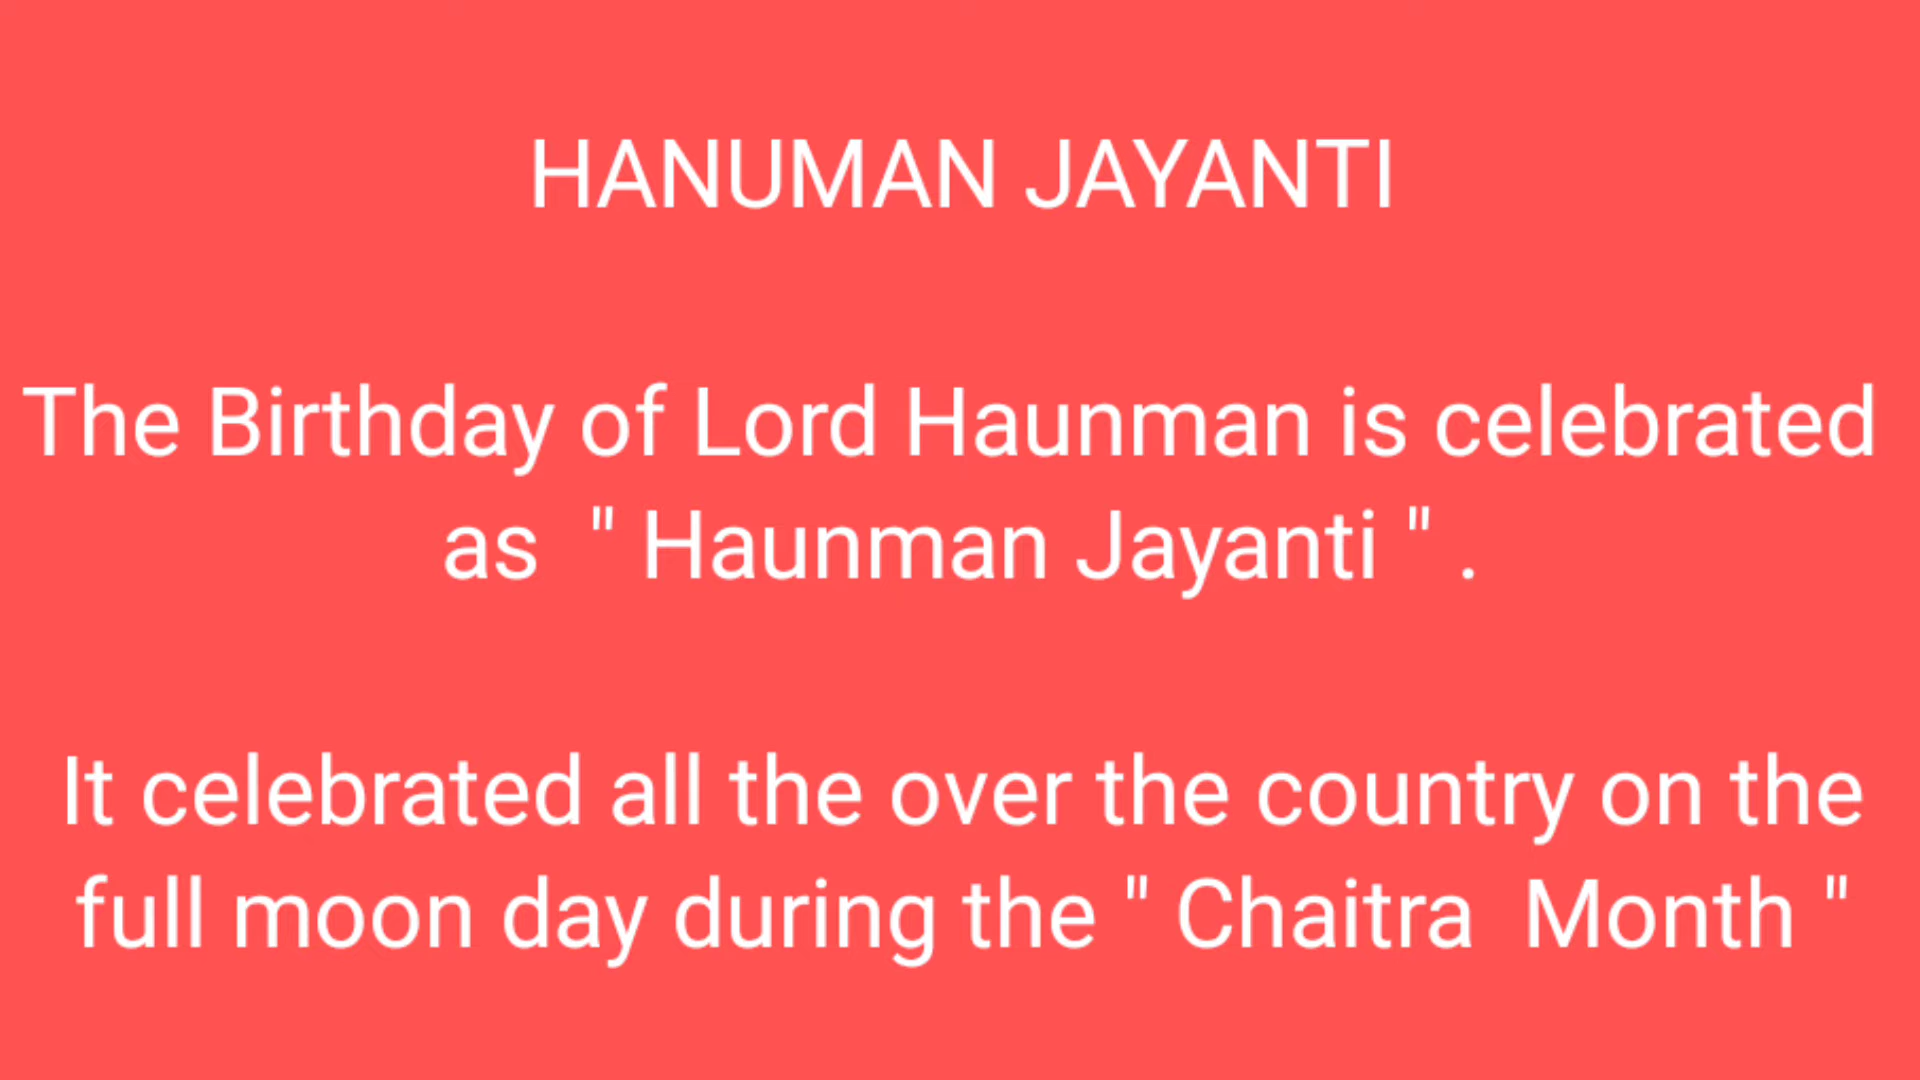 HANUMAN JAYANTI
The Birthday of Lord Haunman is celebrated
as " Haunman Jayanti " .
It celebrated all the over the country on the
full moon day during the " Chaitra Month "